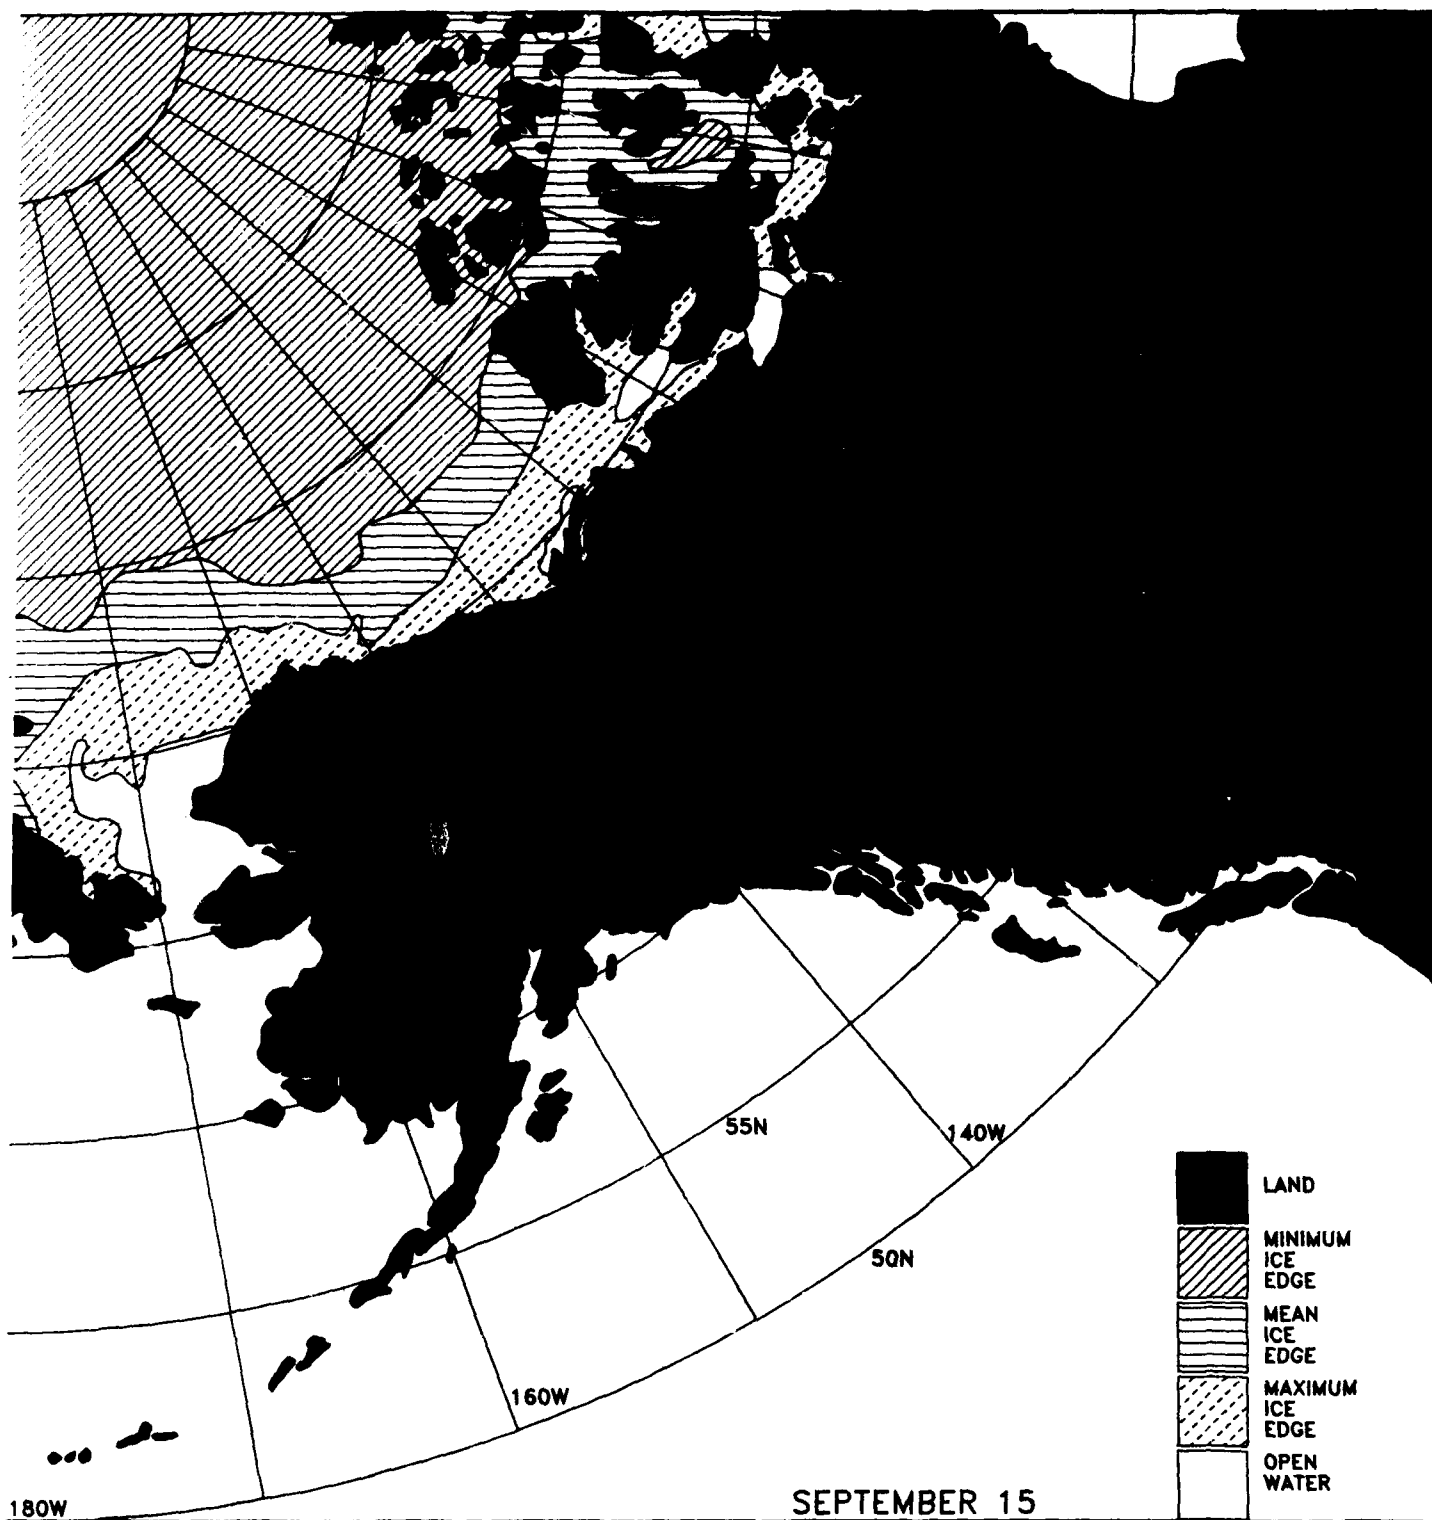 55N
140W
50N
160W
180W
SEPTEMBER 15
LAND
MINIMUM
ICE
EDGE
MEAN
ICE
EDGE
MAXIMUM
ICE
EDGE
OPEN
WATER